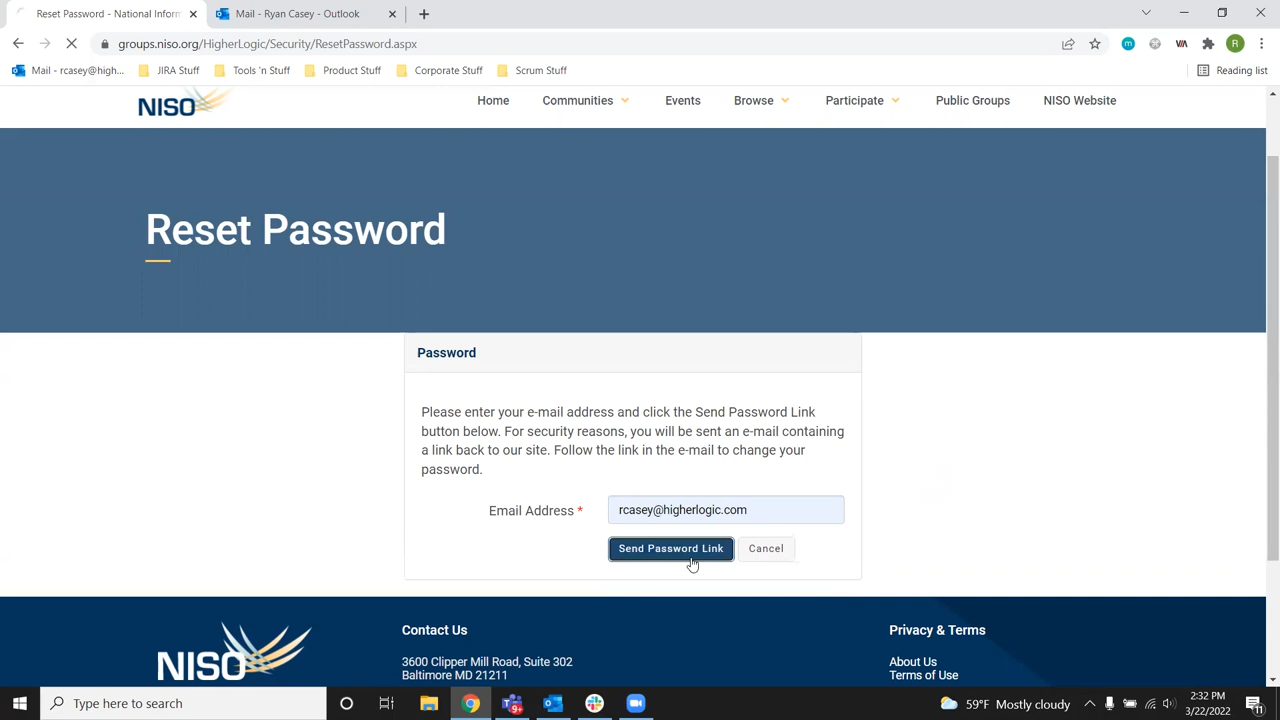 Reset Password - National Inform
Mail - Ryan Casey - Outlook
groups.niso.org/HigherLogic/Security/ResetPassword.aspx
R
Mail - rcasey@high...
JIRA Stuff
Tools 'n Stuff
Product Stuff
Corporate Stuff
Scrum Stuff
Reading list
NISO
Home
Communities
Events
Browse
Participate
Public Groups
NISO Website
Reset Password
Password
Please enter your e-mail address and click the Send Password Link
button below. For security reasons, you will be sent an e-mail containing
a link back to our site. Follow the link in the e-mail to change your
password.
Email Address *
rcasey@higherlogic.com
Send Password Link
Cancel
NISO
Contact Us
3600 Clipper Mill Road, Suite 302
Baltimore MD 21211
Privacy & Terms
About Us
Terms of Use
Type here to search
9+
59°F Mostly cloudy
2:32 PM
3/22/2022
11